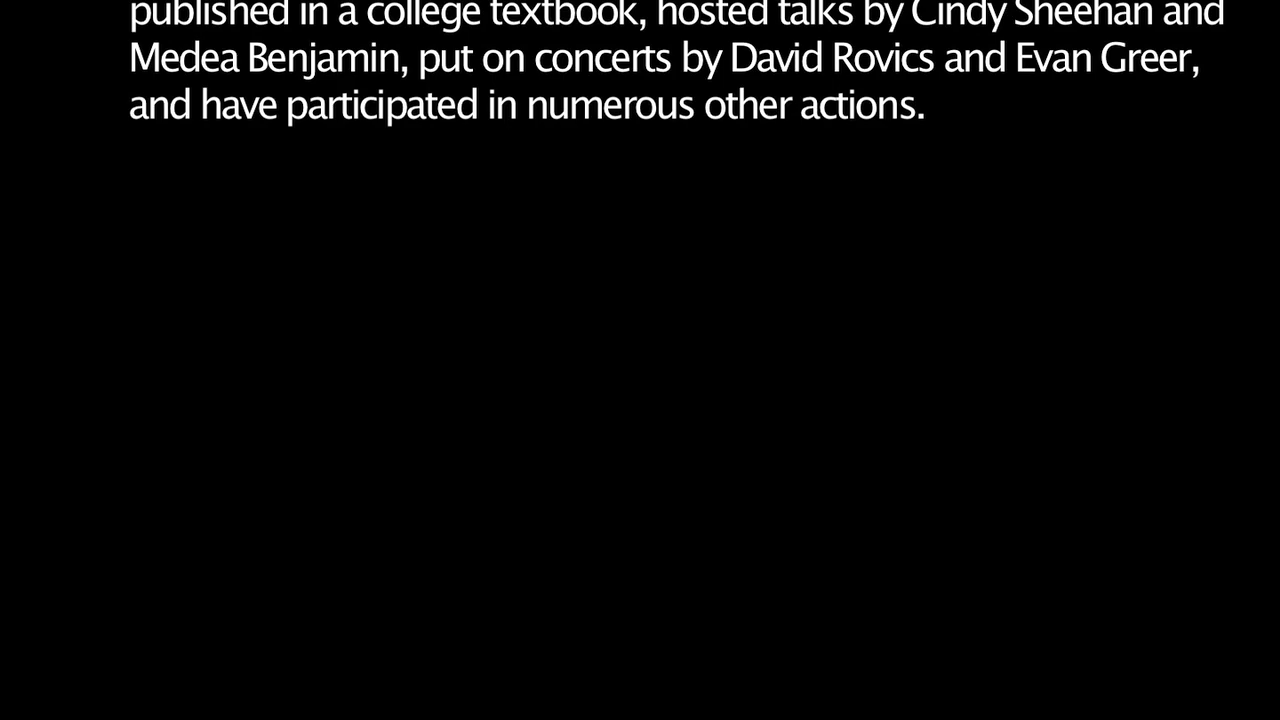 published in a college textbook, hosted talks by Cindy Sheehan and
Medea Benjamin, put on concerts by David Rovics and Evan Greer,
and have participated in numerous other actions.